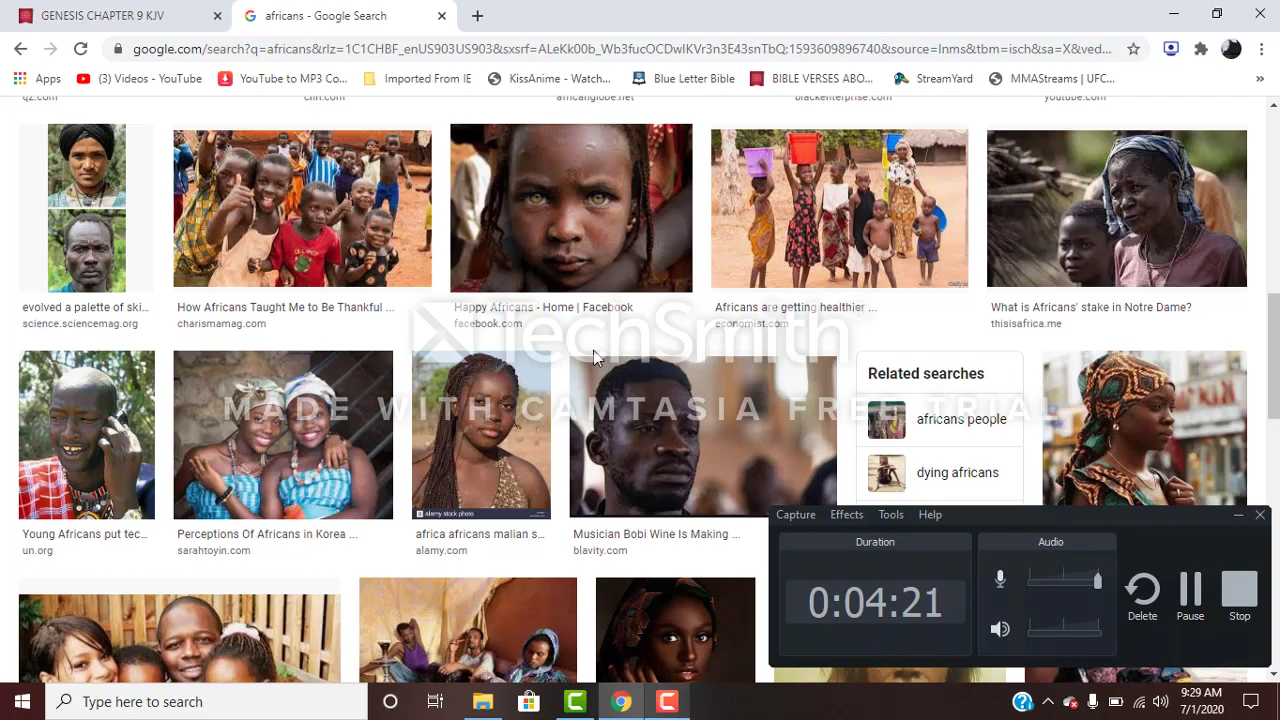 GENESIS CHAPTER 9 KJV
africans - Google Search
google.com/search?q=africans&rlz=1C1CHBF_enUS903US903&sxsrf=ALeKk00b_Wb3fucOCDwIKVr3n3E43snTbQ:1593609896740&source=lnms&tbm=isch&sa=X&ved...
Apps
(3) Videos - YouTube
YouTube to MP3 Co...
Imported From IE
KissAnime - Watch...
Blue Letter Bible
BIBLE VERSES ABO...
StreamYard
MMAStreams | UFC...
»
qz.com
cnn.com
africanglobe.net
blackenterprise.com
youtube.com
evolved a palette of ski...
science.sciencemag.org
How Africans Taught Me to Be Thankful ...
charismamag.com
Happy Africans - Home | Facebook
facebook.com
Africans are getting healthier ...
economist.com
What is Africans' stake in Notre Dame?
thisisafrica.me
TechSmith
MADE WITH CAMTASIA FREE TRIAL
Related searches
africans people
dying africans
alamy stock photo
Young Africans put tec...
un.org
Perceptions Of Africans in Korea ...
sarahtoyin.com
africa africans malian s...
alamy.com
Musician Bobi Wine Is Making ...
blavity.com
Capture Effects Tools Help
Duration
Audio
0:04:21
Delete
Pause
Stop
Type here to search
9:29 AM
7/1/2020